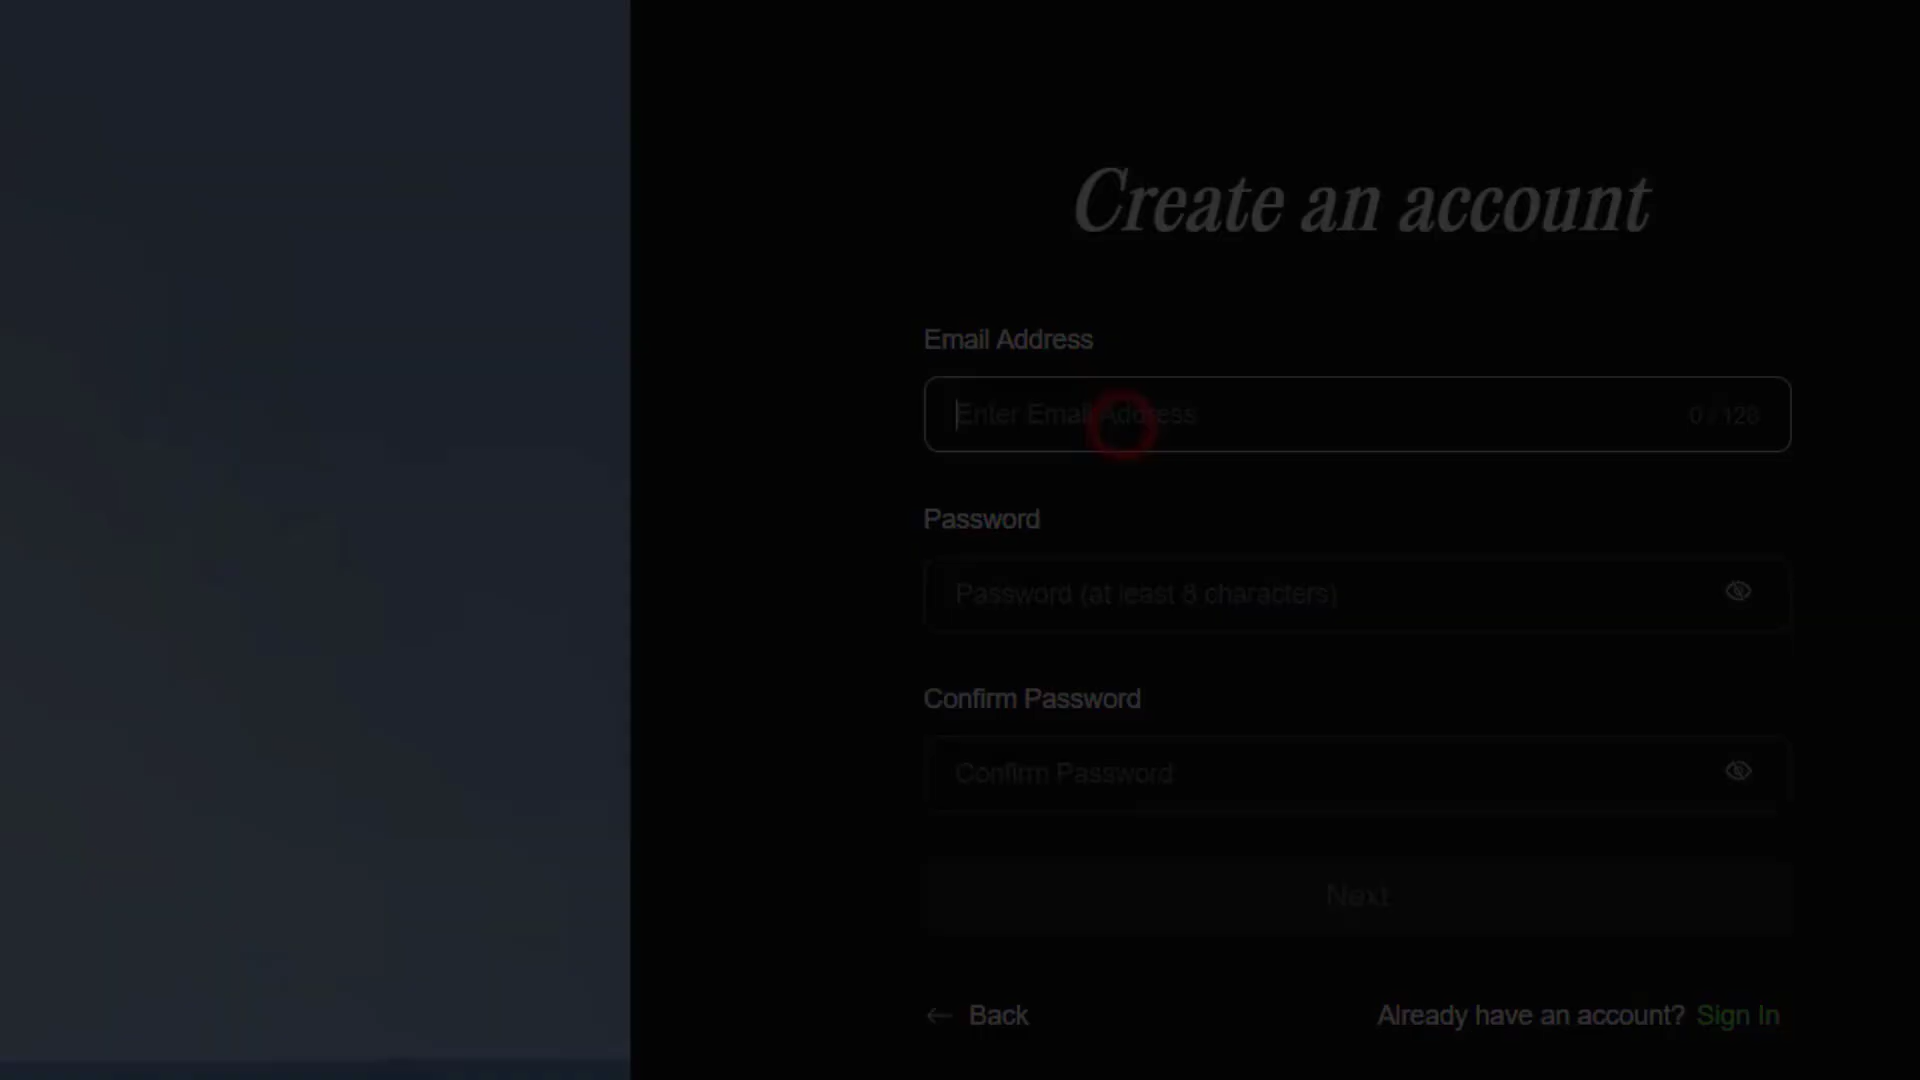 Create an account
Email Address
Enter Email Address
0 / 128
Password
Password (at least 8 characters)
Confirm Password
Confirm Password
Next
← Back
Already have an account? Sign In